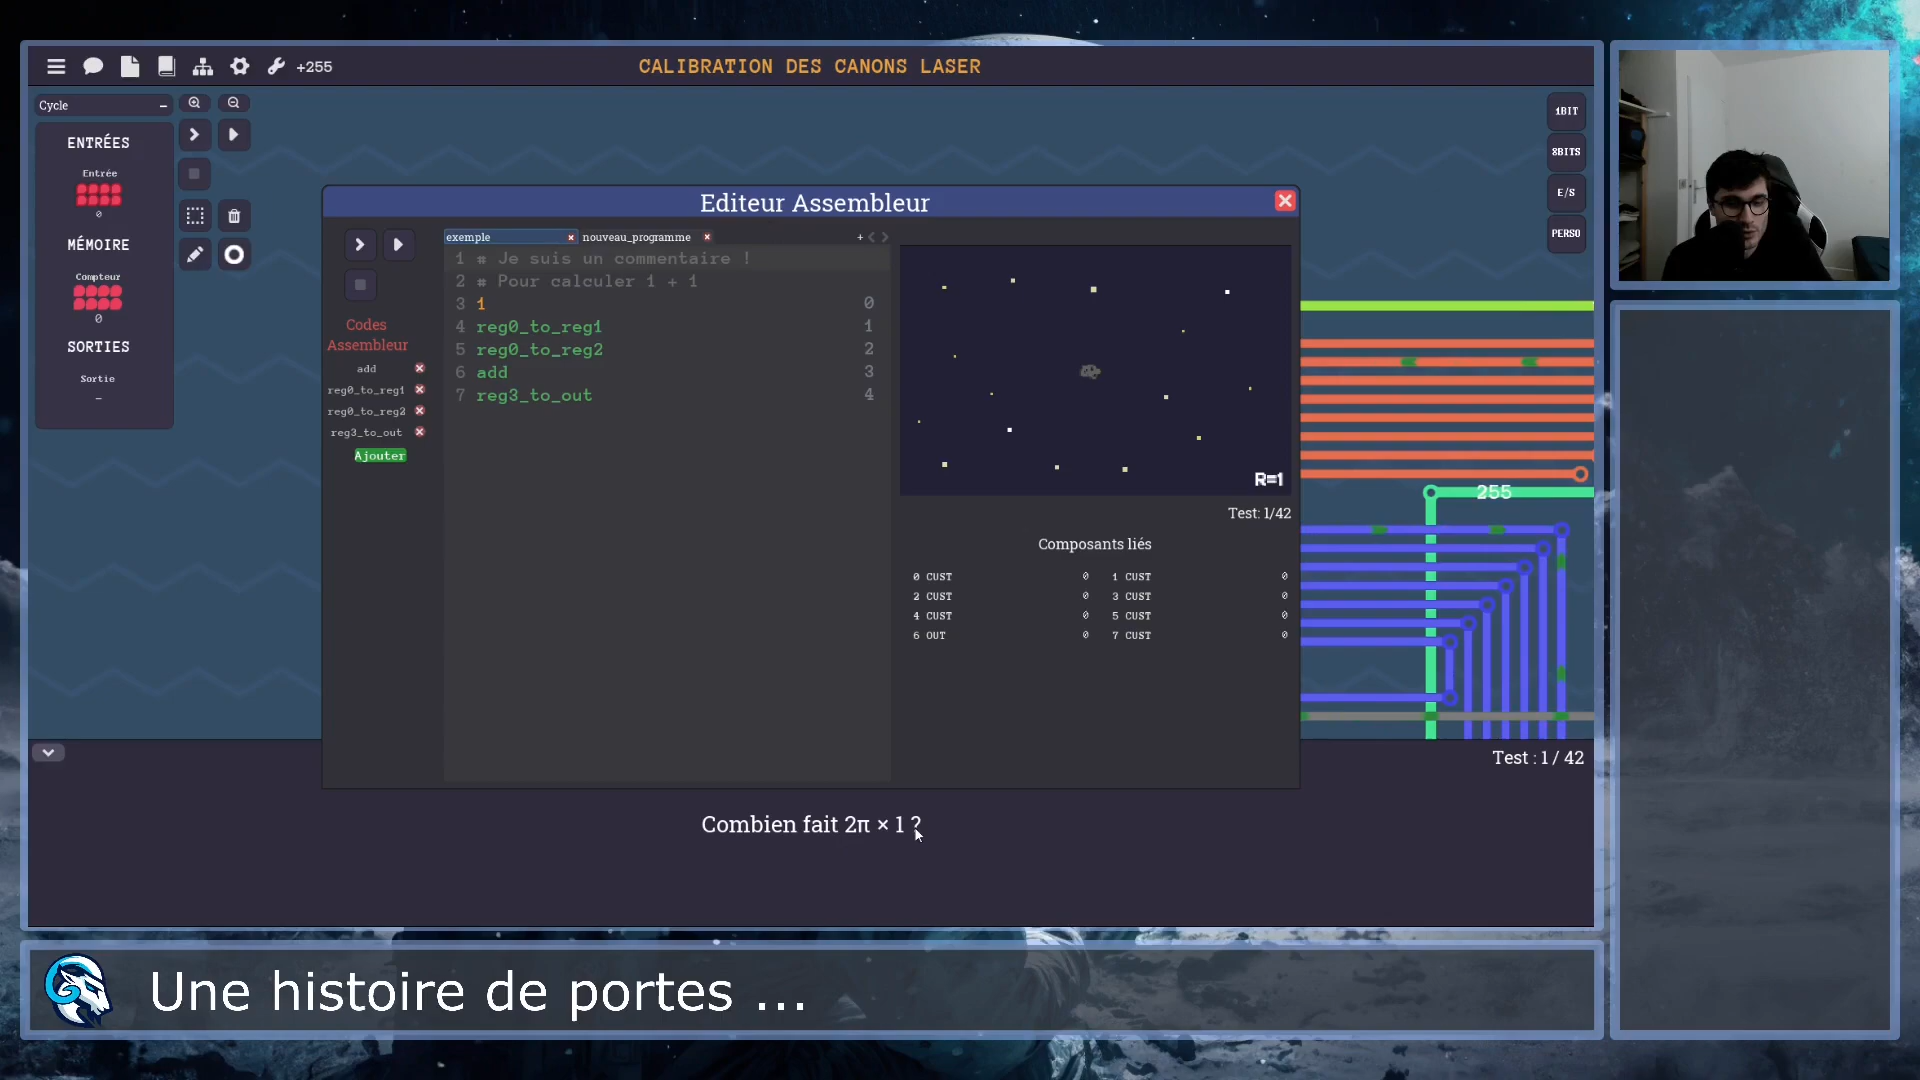 +255
CALIBRATION DES CANONS LASER
Cycle
ENTRÉES
Entrée
0
MÉMOIRE
Compteur
0
SORTIES
Sortie
–
1BIT
8BITS
E/S
PERSO
Editeur Assembleur
exemple
nouveau_programme
+
1 # Je suis un commentaire !
2 # Pour calculer 1 + 1
3 1 0
4 reg0_to_reg1 1
5 reg0_to_reg2 2
6 add 3
7 reg3_to_out 4
Codes
Assembleur
add
reg0_to_reg1
reg0_to_reg2
reg3_to_out
Ajouter
R=1
Test: 1/42
Composants liés
0 CUST 0 1 CUST 0
2 CUST 0 3 CUST 0
4 CUST 0 5 CUST 0
6 OUT 0 7 CUST 0
255
Test : 1 / 42
Combien fait 2π × 1 ?
Une histoire de portes ...